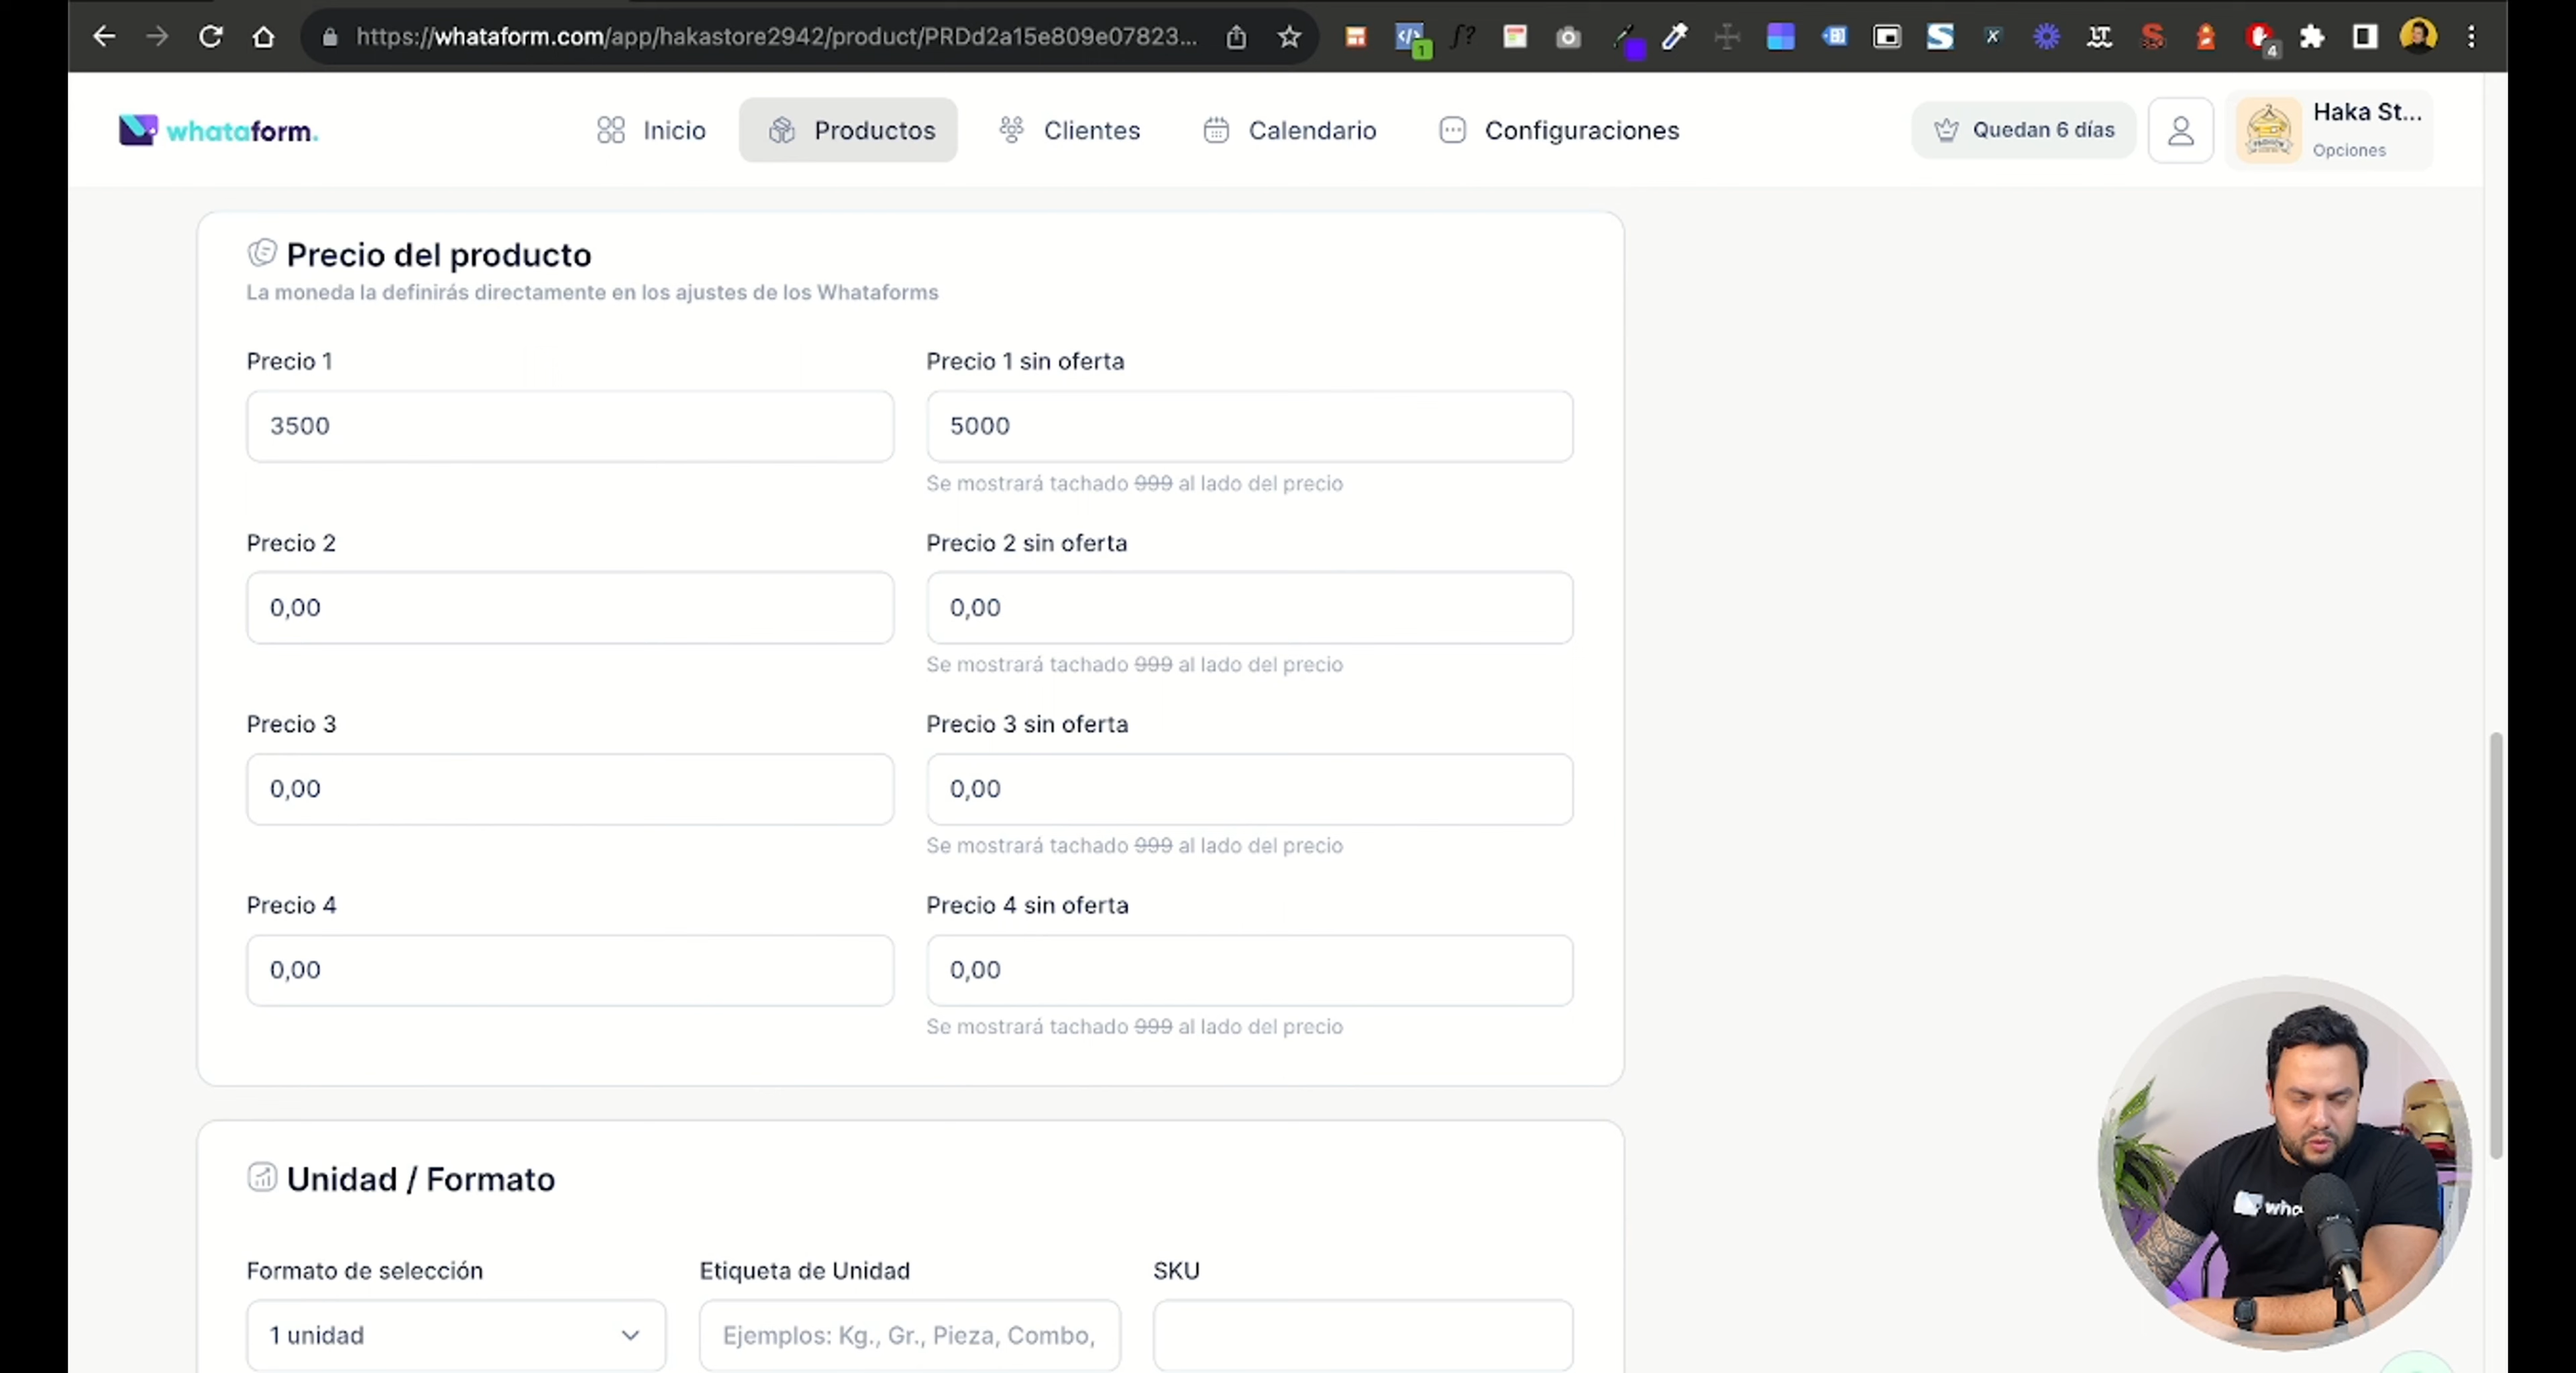 https://whataform.com/app/hakastore2942/product/PRDd2a15e809e07823...
1
4
whataform.
Inicio
Productos
Clientes
Calendario
Configuraciones
Quedan 6 días
Haka St...
Opciones
Precio del producto
La moneda la definirás directamente en los ajustes de los Whataforms
Precio 1
Precio 1 sin oferta
3500
5000
Se mostrará tachado 999 al lado del precio
Precio 2
Precio 2 sin oferta
0,00
0,00
Se mostrará tachado 999 al lado del precio
Precio 3
Precio 3 sin oferta
0,00
0,00
Se mostrará tachado 999 al lado del precio
Precio 4
Precio 4 sin oferta
0,00
0,00
Se mostrará tachado 999 al lado del precio
Unidad / Formato
Formato de selección
Etiqueta de Unidad
SKU
1 unidad
Ejemplos: Kg., Gr., Pieza, Combo,